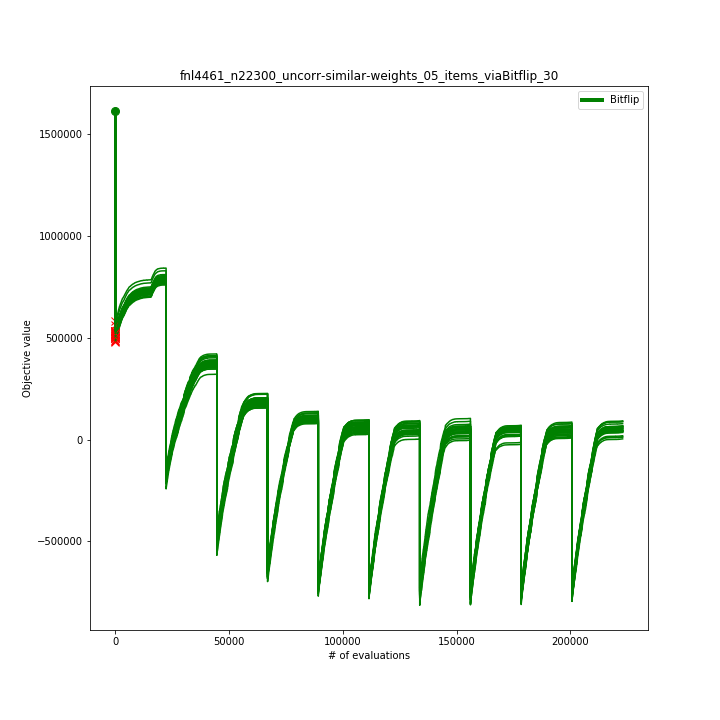 fnl4461_n22300_uncorr-similar-weights_05_items_viaBitflip_30
Bitflip
1500000
1000000
500000
0
−500000
Objective value
0
50000
100000
150000
200000
# of evaluations